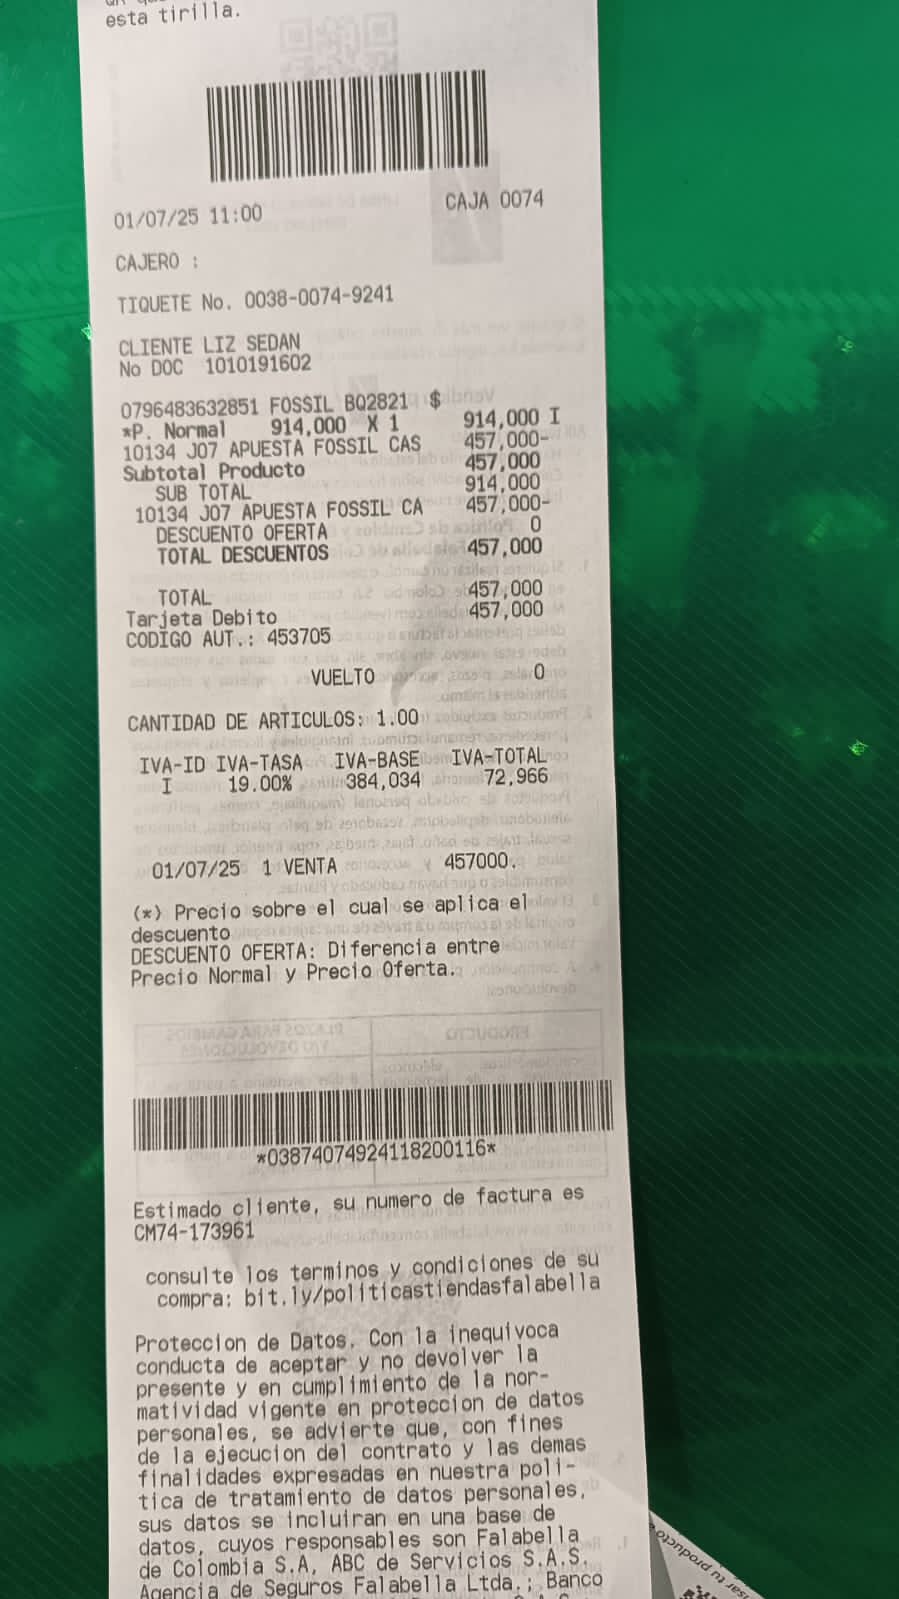 esta tirilla.
01/07/25 11:00 CAJA 0074
CAJERO :
TIQUETE No. 0038-0074-9241
CLIENTE LIZ SEDAN
No DOC 1010191602
0796483632851 FOSSIL BQ2821 $
*P. Normal 914,000 X 1 914,000 I
10134 J07 APUESTA FOSSIL CAS 457,000-
Subtotal Producto 457,000
SUB TOTAL 914,000
10134 J07 APUESTA FOSSIL CA 457,000-
DESCUENTO OFERTA 0
TOTAL DESCUENTOS 457,000
TOTAL 457,000
Tarjeta Debito 457,000
CODIGO AUT.: 453705
VUELTO 0
CANTIDAD DE ARTICULOS: 1.00
IVA-ID IVA-TASA IVA-BASE IVA-TOTAL
I 19.00% 384,034 72,966
01/07/25 1 VENTA 457000.
(*) Precio sobre el cual se aplica el
descuento
DESCUENTO OFERTA: Diferencia entre
Precio Normal y Precio Oferta.
*03874074924118200116*
Estimado cliente, su numero de factura es
CM74-173961
consulte los terminos y condiciones de su
compra: bit.ly/politicastiendasfalabella
Proteccion de Datos. Con la inequivoca
conducta de aceptar y no devolver la
presente y en cumplimiento de la nor-
matividad vigente en proteccion de datos
personales, se advierte que, con fines
de la ejecucion del contrato y las demas
finalidades expresadas en nuestra poli-
tica de tratamiento de datos personales,
sus datos se incluiran en una base de
datos, cuyos responsables son Falabella
de Colombia S.A, ABC de Servicios S.A.S.
Agencia de Seguros Falabella Ltda.; Banco